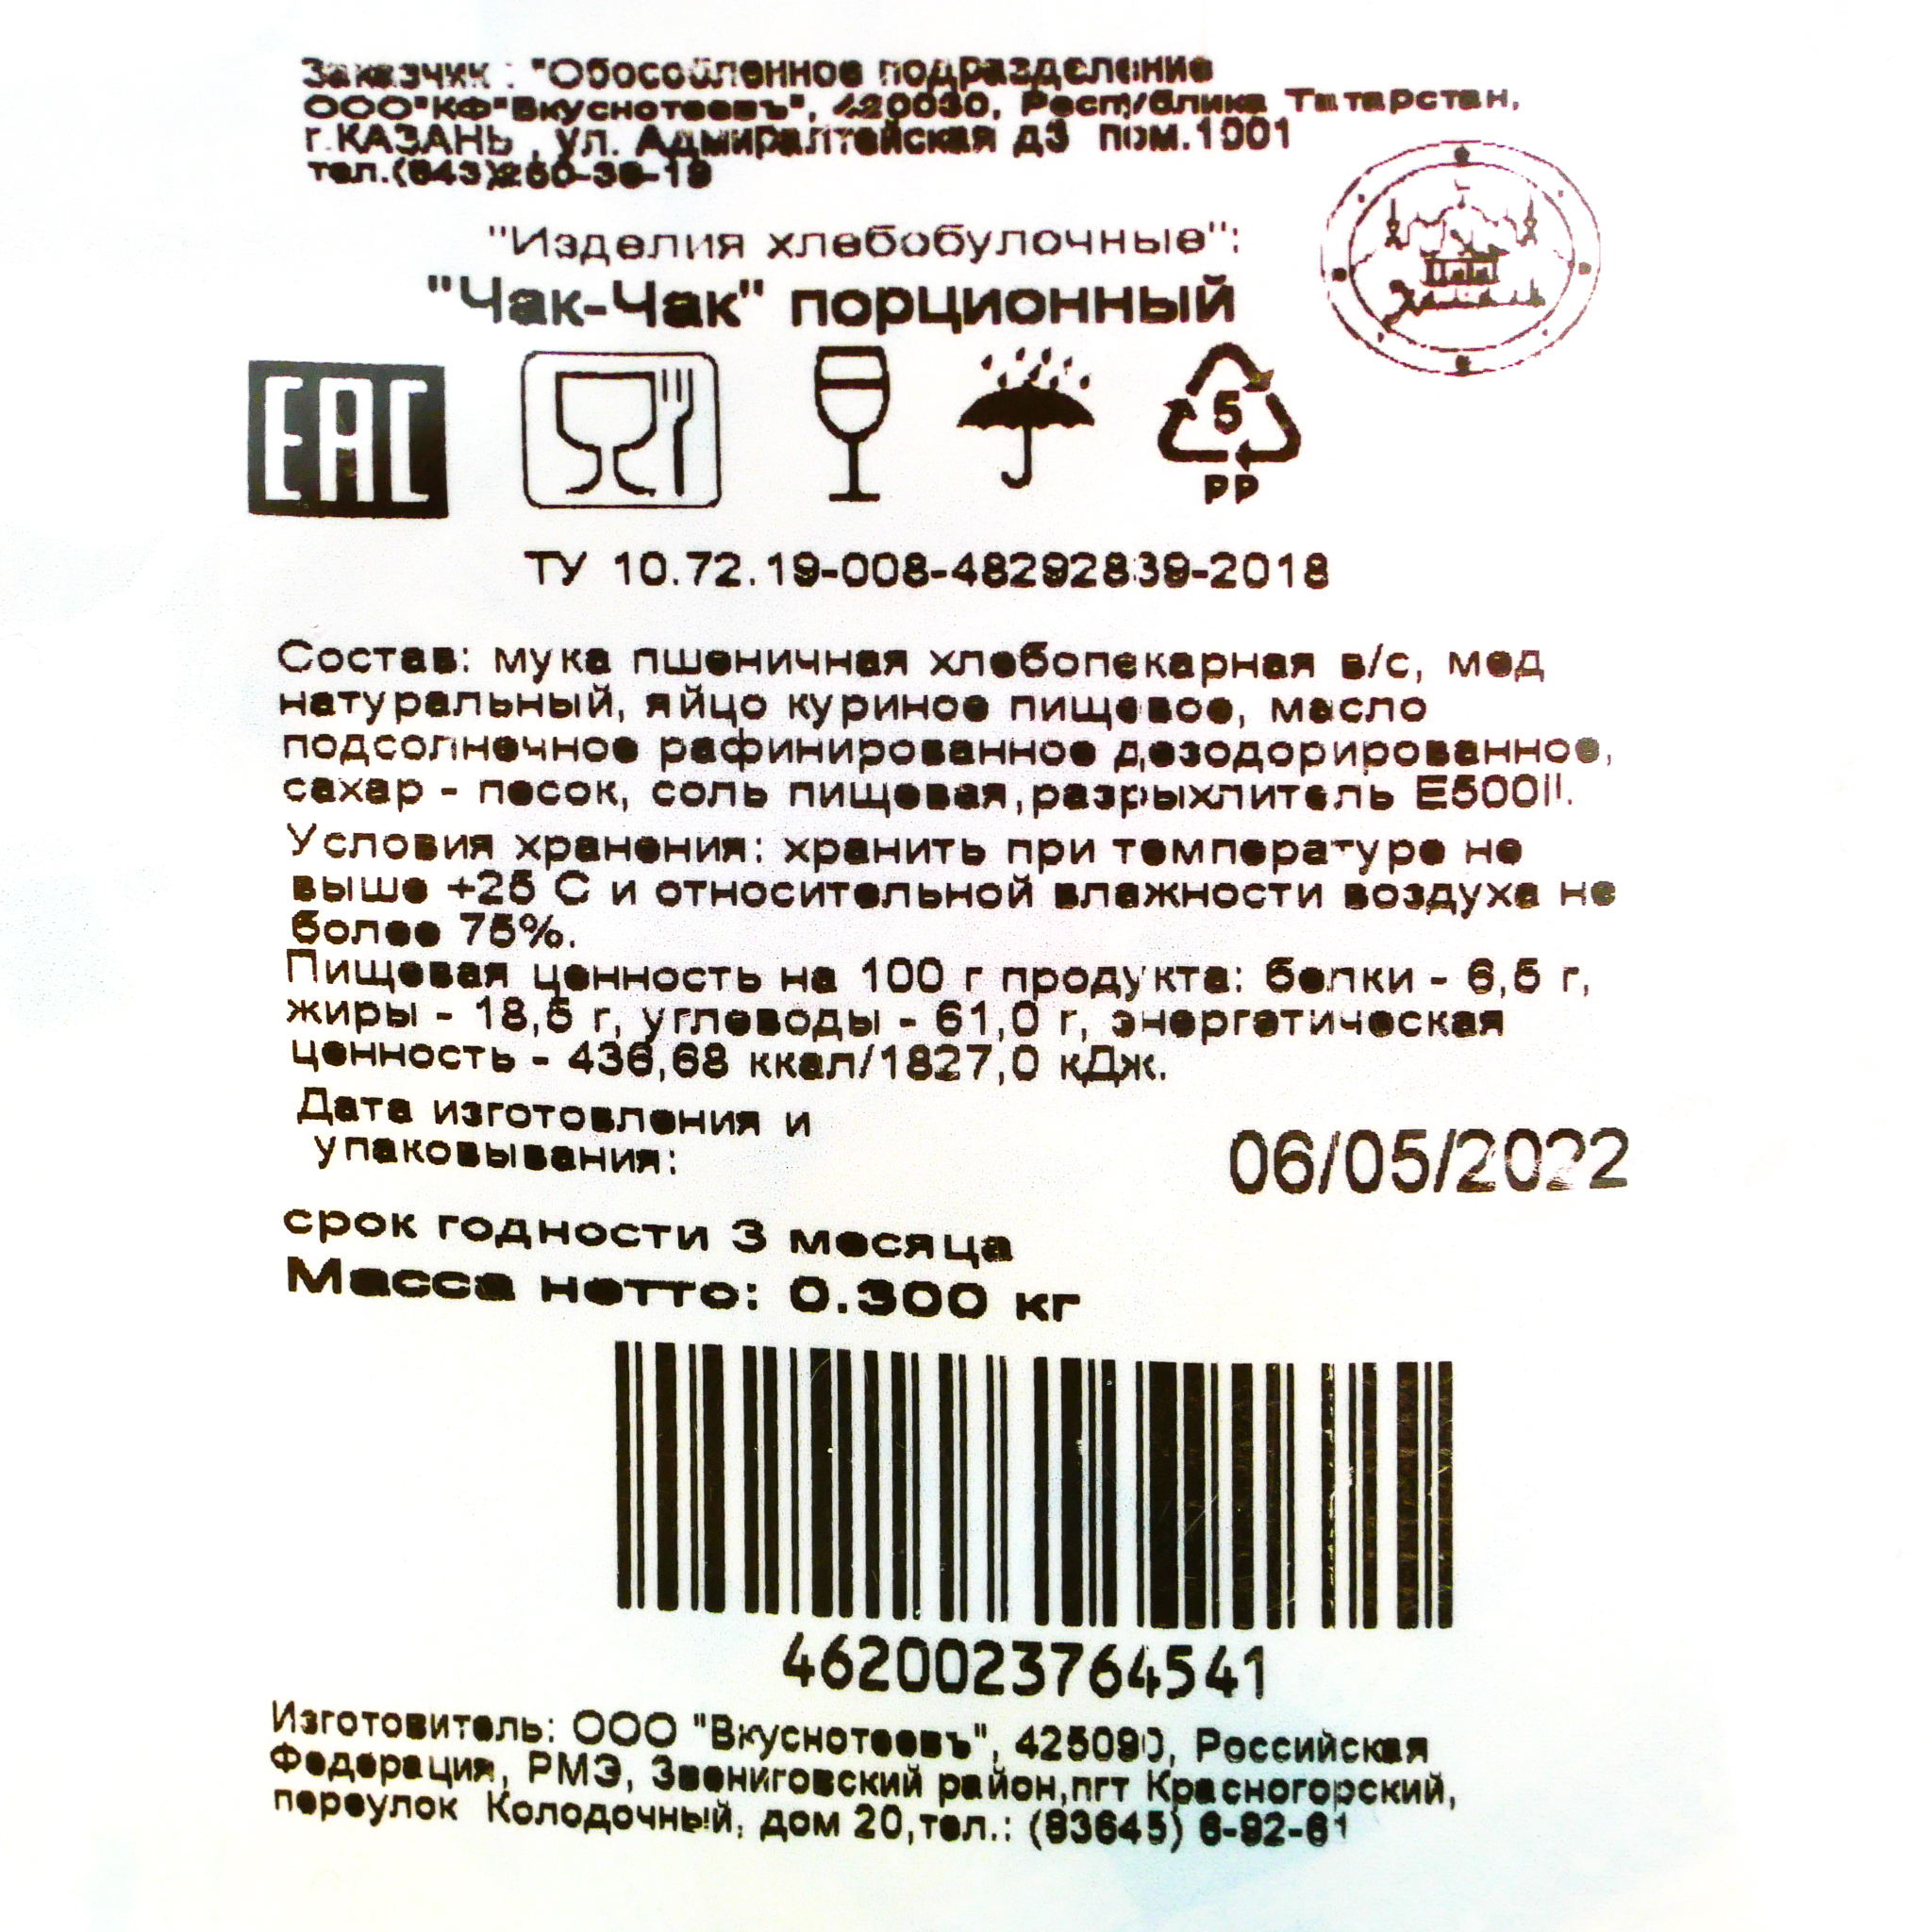 Заказчик : "Обособленное подразделение
ООО"КФ"Вкуснотеевъ", 420030, Республика Татарстан,
г.КАЗАНЬ , ул. Адмиралтейская д3 пом.1001
тел.
"Изделия хлебобулочные":
"Чак-Чак" порционный
EAC
5
PP
ТУ 10.72.19-008-48292839-2018
Состав: мука пшеничная хлебопекарная в/с, мед
натуральный, яйцо куриное пищевое, масло
подсолнечное рафинированное дезодорированное,
сахар - песок, соль пищевая,разрыхлитель Е500II.
Условия хранения: хранить при температуре не
выше +25 С и относительной влажности воздуха не
более 75%.
Пищевая ценность на 100 г продукта: белки - 6,5 г,
жиры - 18,5 г, углеводы - 61,0 г, энергетическая
ценность - 436,68 ккал/1827,0 кДж.
Дата изготовления и
упаковывания:
06/05/2022
срок годности 3 месяца
Масса нетто: 0.300 кг
4620023764541
Изготовитель: ООО "Вкуснотеевъ", 425090, Российская
Федерация, РМЭ, Звениговский район,пгт Красногорский,
переулок Колодочный, дом 20,тел.: (83645) 6-92-61